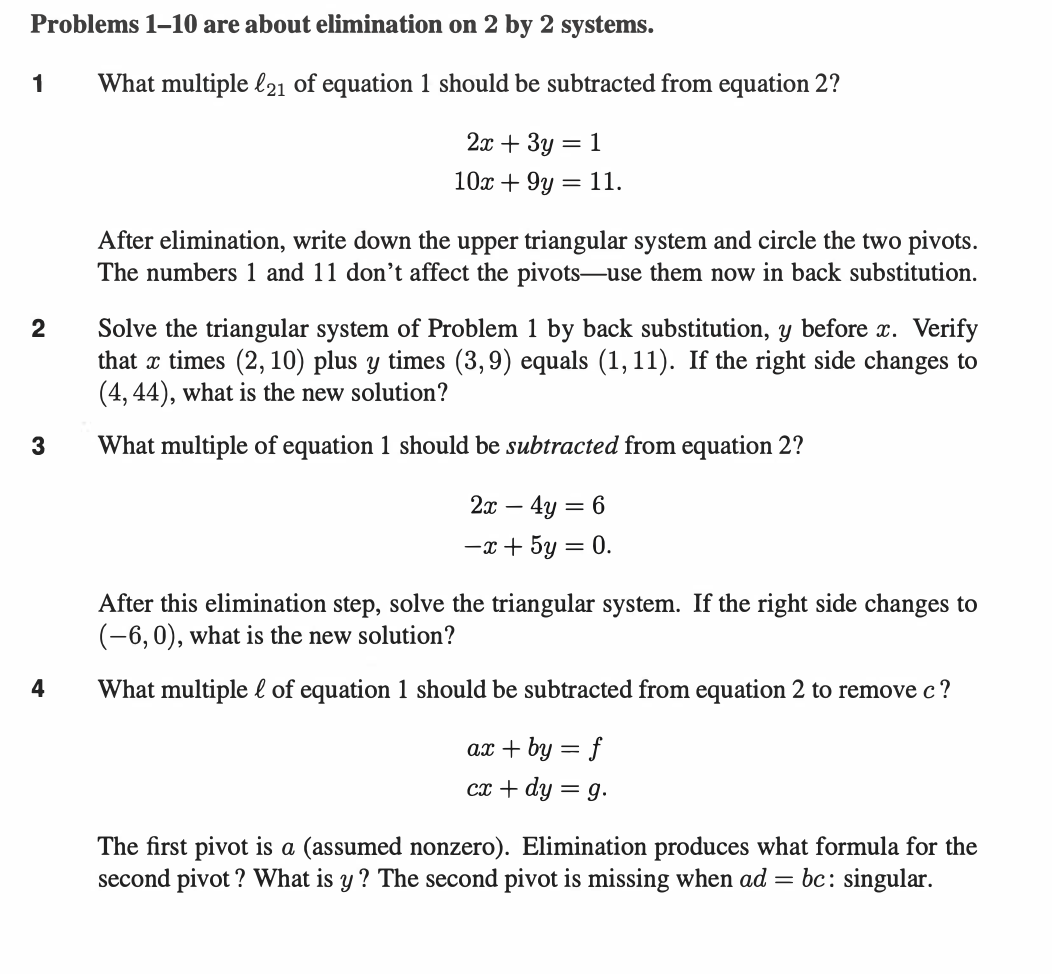 Problems 1–10 are about elimination on 2 by 2 systems.
1 What multiple ℓ₂₁ of equation 1 should be subtracted from equation 2?
2x + 3y = 1
10x + 9y = 11.
After elimination, write down the upper triangular system and circle the two pivots.
The numbers 1 and 11 don't affect the pivots—use them now in back substitution.
2 Solve the triangular system of Problem 1 by back substitution, y before x. Verify
that x times (2, 10) plus y times (3, 9) equals (1, 11). If the right side changes to
(4, 44), what is the new solution?
3 What multiple of equation 1 should be subtracted from equation 2?
2x − 4y = 6
−x + 5y = 0.
After this elimination step, solve the triangular system. If the right side changes to
(−6, 0), what is the new solution?
4 What multiple ℓ of equation 1 should be subtracted from equation 2 to remove c?
ax + by = f
cx + dy = g.
The first pivot is a (assumed nonzero). Elimination produces what formula for the
second pivot? What is y? The second pivot is missing when ad = bc: singular.